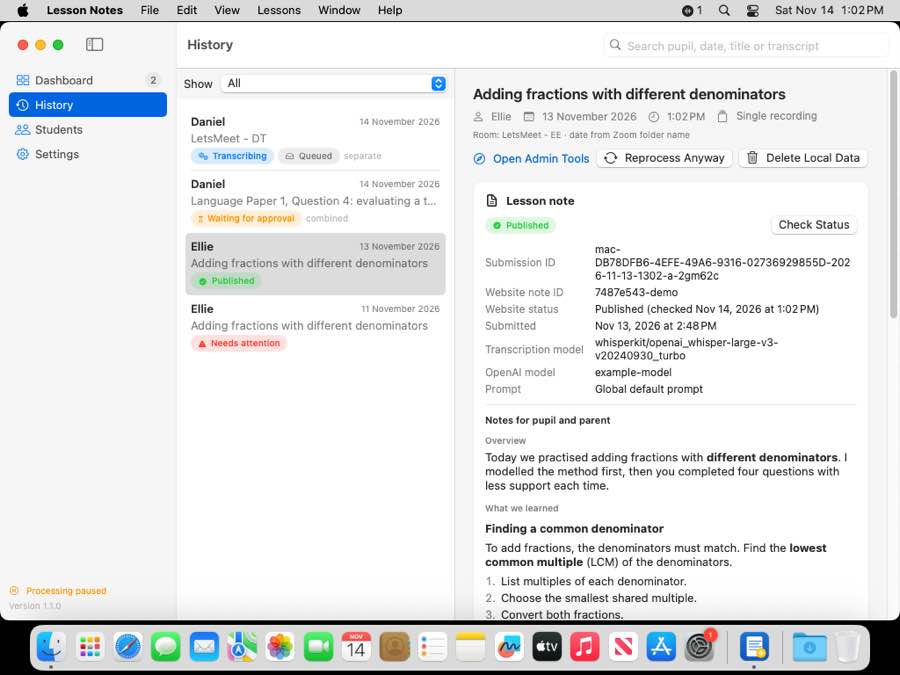 Lesson Notes File Edit View Lessons Window Help 1 Sat Nov 14 1:02 PM
History
Search pupil, date, title or transcript
Dashboard 2
History
Students
Settings
Processing paused
Version 1.1.0
Show All
Daniel 14 November 2026
LetsMeet - DT
Transcribing Queued separate
Daniel 14 November 2026
Language Paper 1, Question 4: evaluating a t...
Waiting for approval combined
Ellie 13 November 2026
Adding fractions with different denominators
Published
Ellie 11 November 2026
Adding fractions with different denominators
Needs attention
Adding fractions with different denominators
Ellie 13 November 2026 1:02 PM Single recording
Room: LetsMeet - EE · date from Zoom folder name
Open Admin Tools Reprocess Anyway Delete Local Data
Lesson note
Published Check Status
Submission ID mac-
DB78DFB6-4EFE-49A6-9316-02736929855D-202
6-11-13-1302-a-2gm62c
Website note ID 7487e543-demo
Website status Published (checked Nov 14, 2026 at 1:02 PM)
Submitted Nov 13, 2026 at 2:48 PM
Transcription model whisperkit/openai_whisper-large-v3-
v20240930_turbo
OpenAI model example-model
Prompt Global default prompt
Notes for pupil and parent
Overview
Today we practised adding fractions with different denominators. I
modelled the method first, then you completed four questions with
less support each time.
What we learned
Finding a common denominator
To add fractions, the denominators must match. Find the lowest
common multiple (LCM) of the denominators.
1. List multiples of each denominator.
2. Choose the smallest shared multiple.
3. Convert both fractions.
NOV
14
tv
1